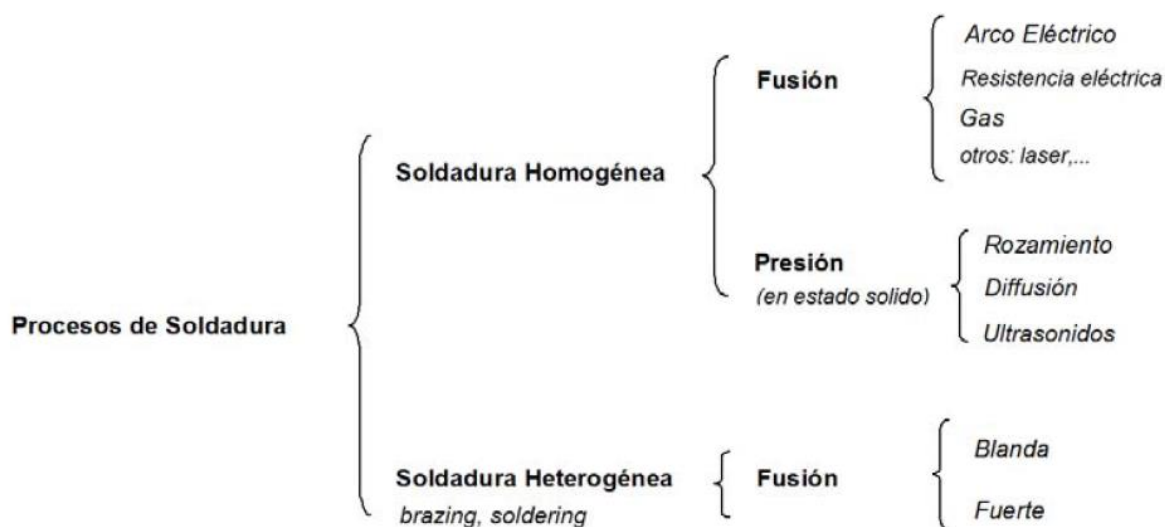 Procesos de Soldadura
Soldadura Homogénea
Fusión
Arco Eléctrico
Resistencia eléctrica
Gas
otros: laser,...
Presión
(en estado solido)
Rozamiento
Diffusión
Ultrasonidos
Soldadura Heterogénea
brazing, soldering
Fusión
Blanda
Fuerte